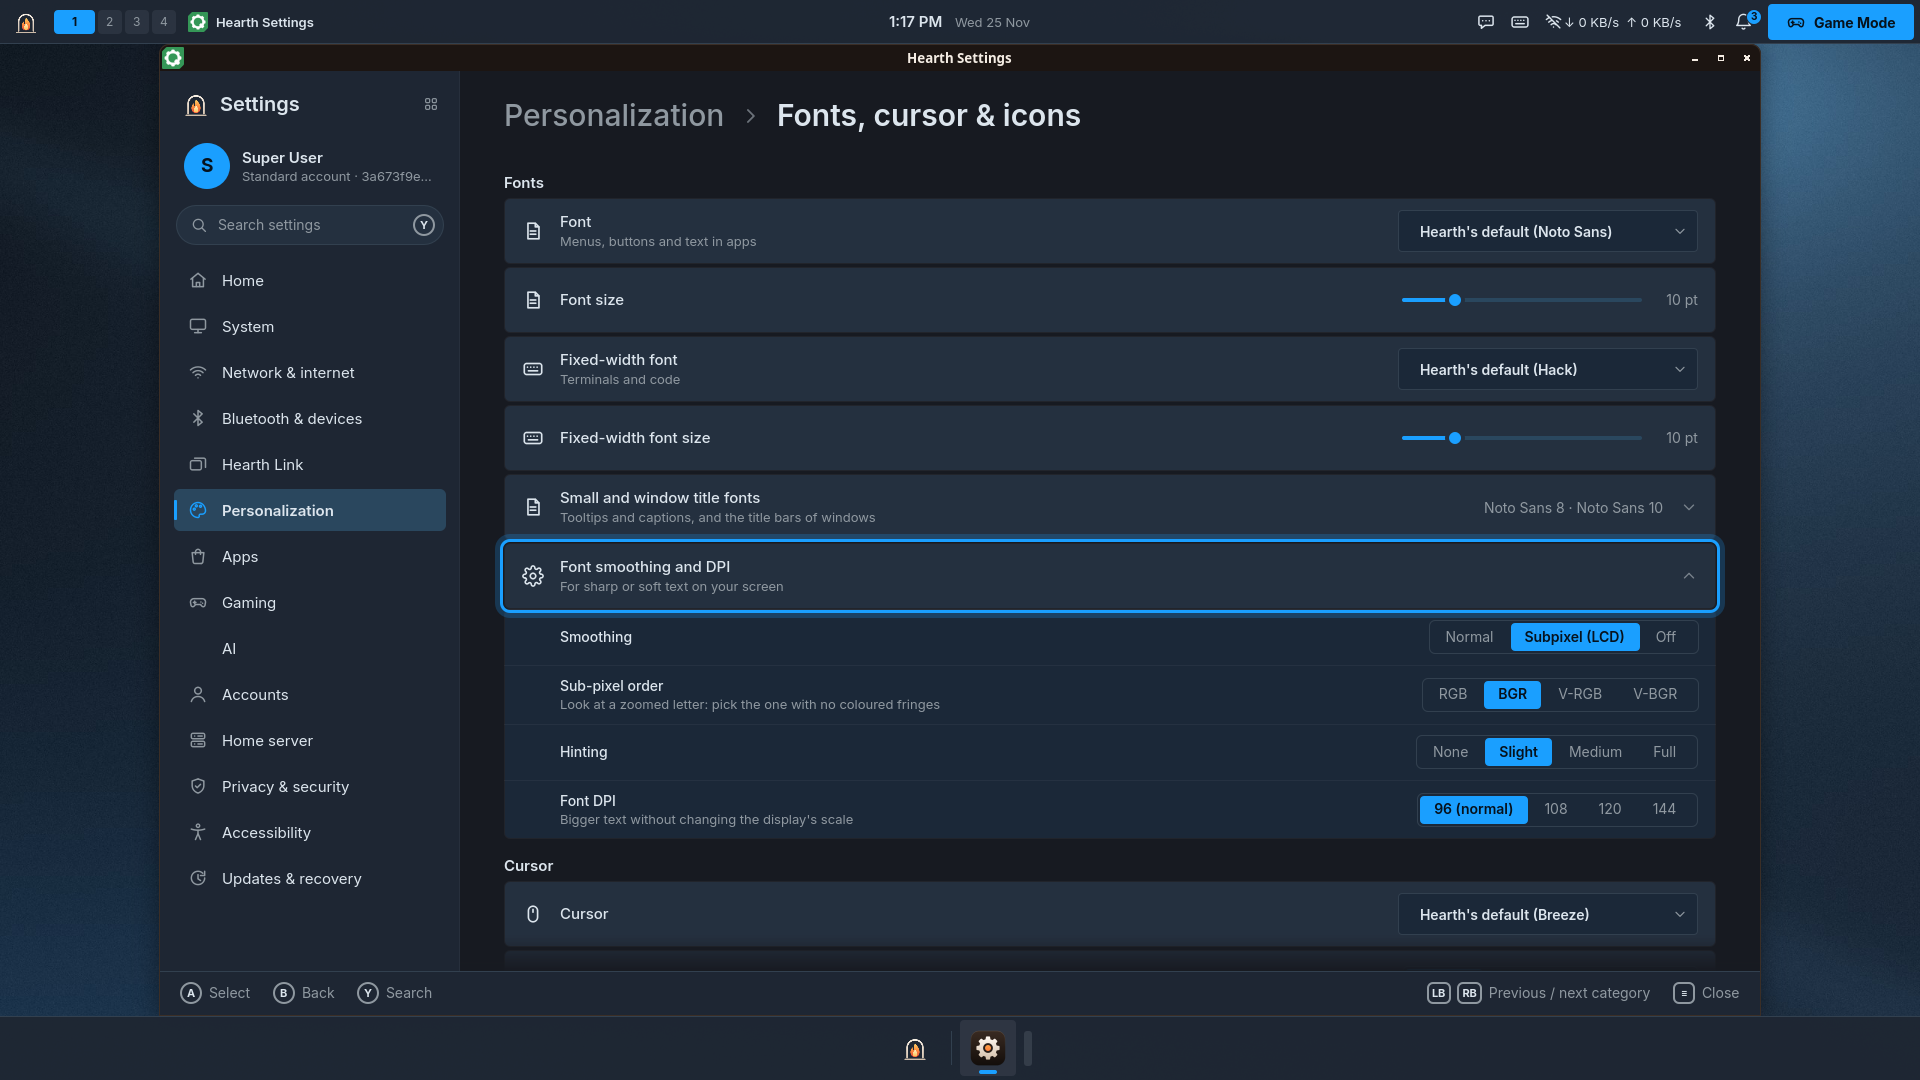 1 2 3 4 Hearth Settings 1:17 PM Wed 25 Nov ↓ 0 KB/s ↑ 0 KB/s 3 Game Mode
Hearth Settings
Settings
S Super User
Standard account · 3a673f9e...
Search settings Y
Home
System
Network & internet
Bluetooth & devices
Hearth Link
Personalization
Apps
Gaming
AI
Accounts
Home server
Privacy & security
Accessibility
Updates & recovery
Personalization > Fonts, cursor & icons
Fonts
Font
Menus, buttons and text in apps
Hearth's default (Noto Sans)
Font size 10 pt
Fixed-width font
Terminals and code
Hearth's default (Hack)
Fixed-width font size 10 pt
Small and window title fonts
Tooltips and captions, and the title bars of windows
Noto Sans 8 · Noto Sans 10
Font smoothing and DPI
For sharp or soft text on your screen
Smoothing Normal Subpixel (LCD) Off
Sub-pixel order
Look at a zoomed letter: pick the one with no coloured fringes
RGB BGR V-RGB V-BGR
Hinting None Slight Medium Full
Font DPI
Bigger text without changing the display's scale
96 (normal) 108 120 144
Cursor
Cursor Hearth's default (Breeze)
A Select B Back Y Search LB RB Previous / next category ≡ Close